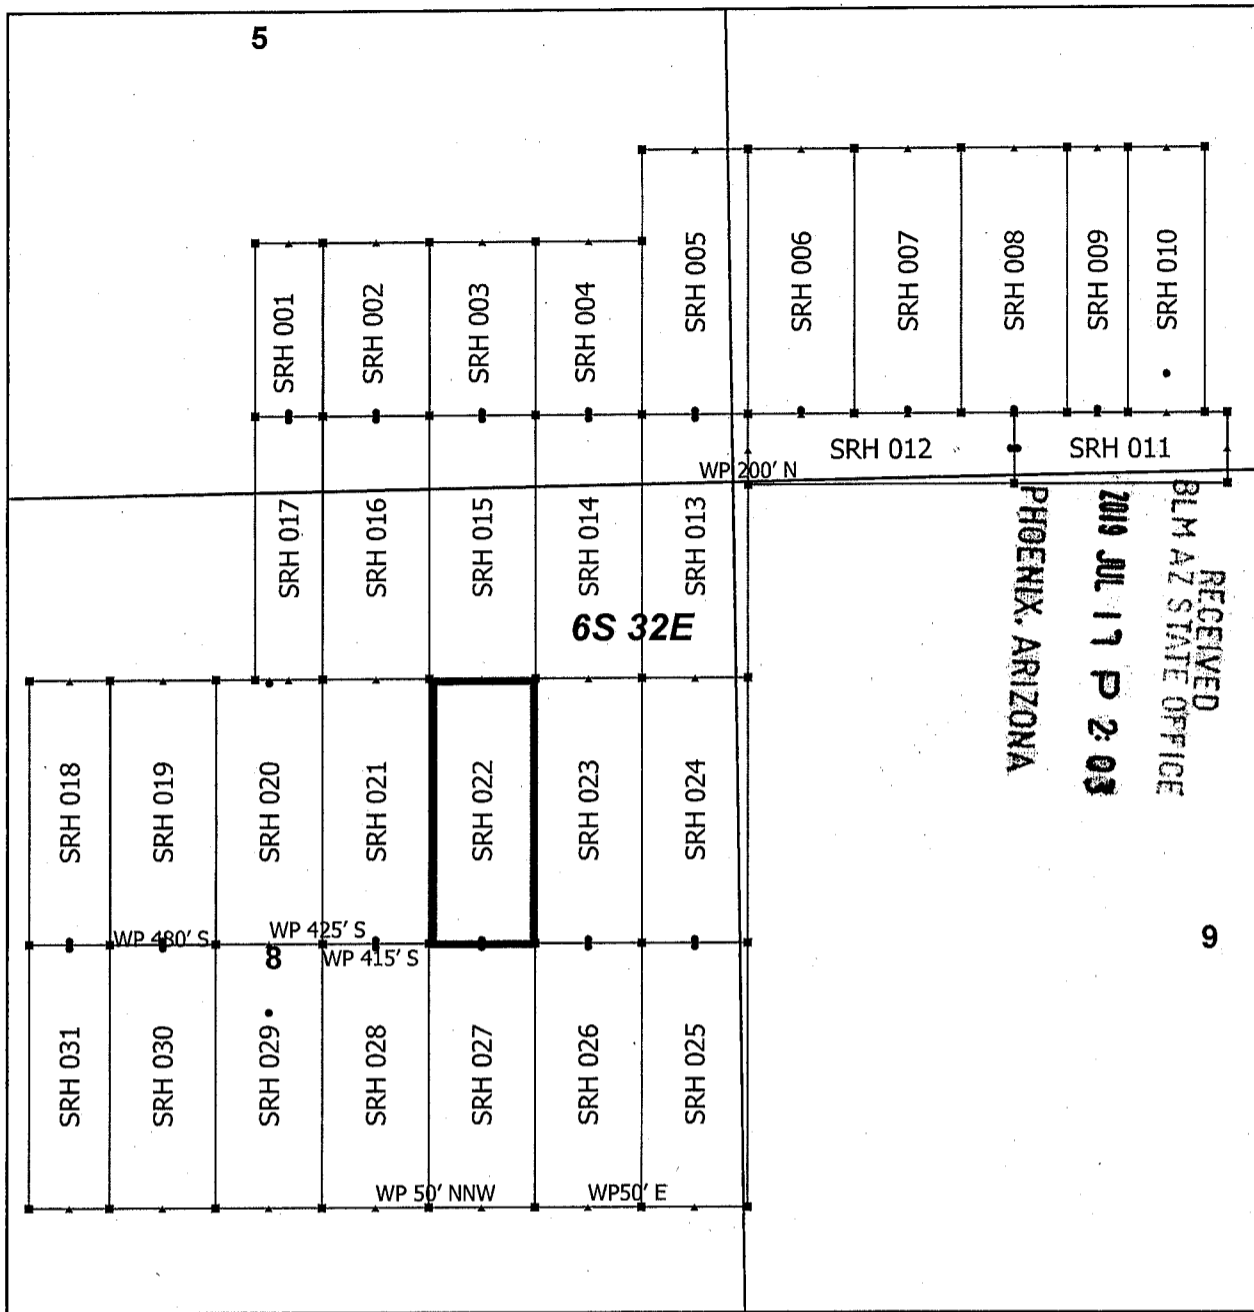 5
SRH 001
SRH 002
SRH 003
SRH 004
SRH 005
SRH 006
SRH 007
SRH 008
SRH 009
SRH 010
SRH 012
SRH 011
WP 200' N
SRH 017
SRH 016
SRH 015
SRH 014
SRH 013
6S 32E
RECEIVED
BLM AZ STATE OFFICE
2019 JUL 17 P 2:03
PHOENIX, ARIZONA
SRH 018
SRH 019
SRH 020
SRH 021
SRH 022
SRH 023
SRH 024
WP 480' S
WP 425' S
WP 415' S
8
9
SRH 031
SRH 030
SRH 029
SRH 028
SRH 027
SRH 026
SRH 025
WP 50' NNW
WP50' E